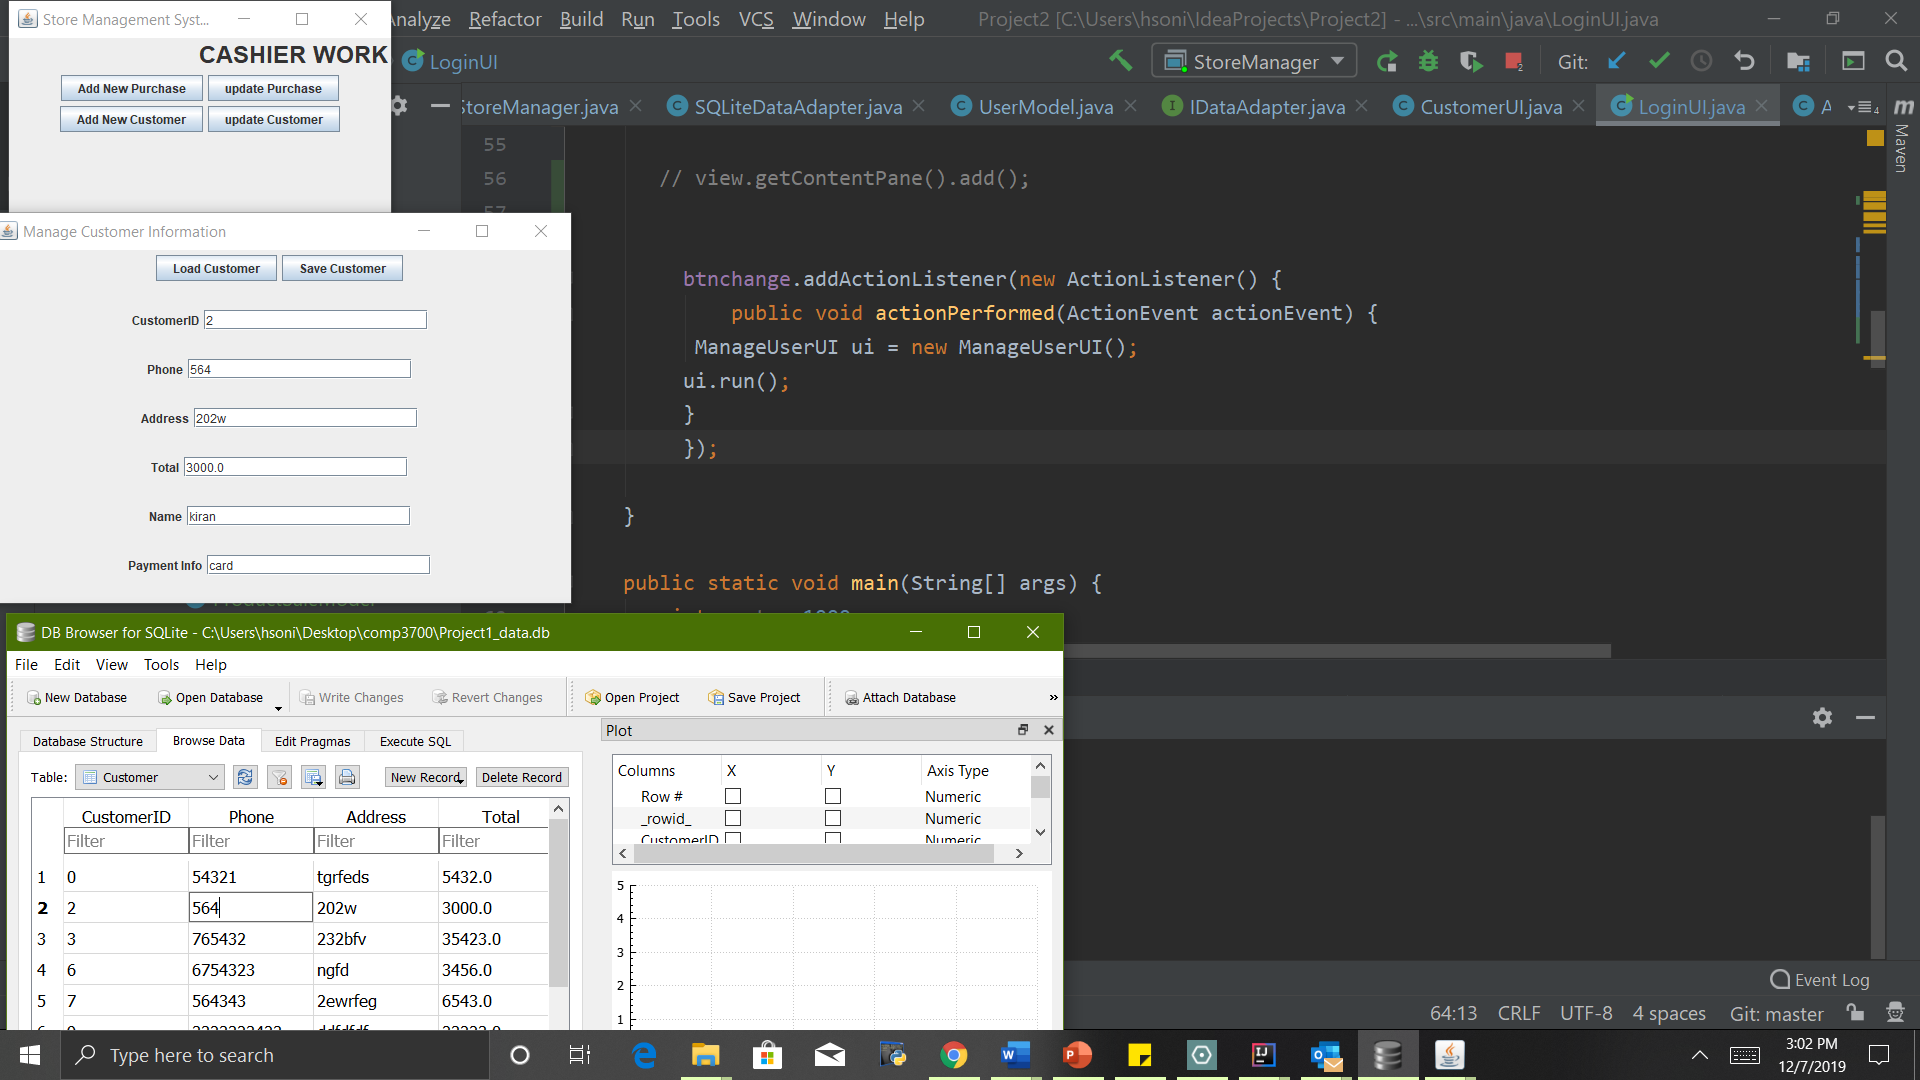 Store Management Syst...
CASHIER WORK
Add New Purchase
update Purchase
Add New Customer
update Customer
Analyze Refactor Build Run Tools VCS Window Help
Project2 [C:\Users\hsoni\IdeaProjects\Project2] - ...\src\main\java\LoginUI.java
LoginUI
StoreManager
Git:
StoreManager.java
SQLiteDataAdapter.java
UserModel.java
IDataAdapter.java
CustomerUI.java
LoginUI.java
A
Maven
55
56 // view.getContentPane().add();
57
btnchange.addActionListener(new ActionListener() {
public void actionPerformed(ActionEvent actionEvent) {
ManageUserUI ui = new ManageUserUI();
ui.run();
}
});
}
public static void main(String[] args) {
Manage Customer Information
Load Customer
Save Customer
CustomerID 2
Phone 564
Address 202w
Total 3000.0
Name kiran
Payment Info card
DB Browser for SQLite - C:\Users\hsoni\Desktop\comp3700\Project1_data.db
File Edit View Tools Help
New Database Open Database Write Changes Revert Changes Open Project Save Project Attach Database »
Database Structure Browse Data Edit Pragmas Execute SQL
Table: Customer New Record Delete Record
CustomerID Phone Address Total
Filter Filter Filter Filter
1 0 54321 tgrfeds 5432.0
2 2 564 202w 3000.0
3 3 765432 232bfv 35423.0
4 6 6754323 ngfd 3456.0
5 7 564343 2ewrfeg 6543.0
Plot
Columns X Y Axis Type
Row # Numeric
_rowid_ Numeric
CustomerID Numeric
5
4
3
2
1
Event Log
64:13 CRLF UTF-8 4 spaces Git: master
Type here to search
3:02 PM
12/7/2019